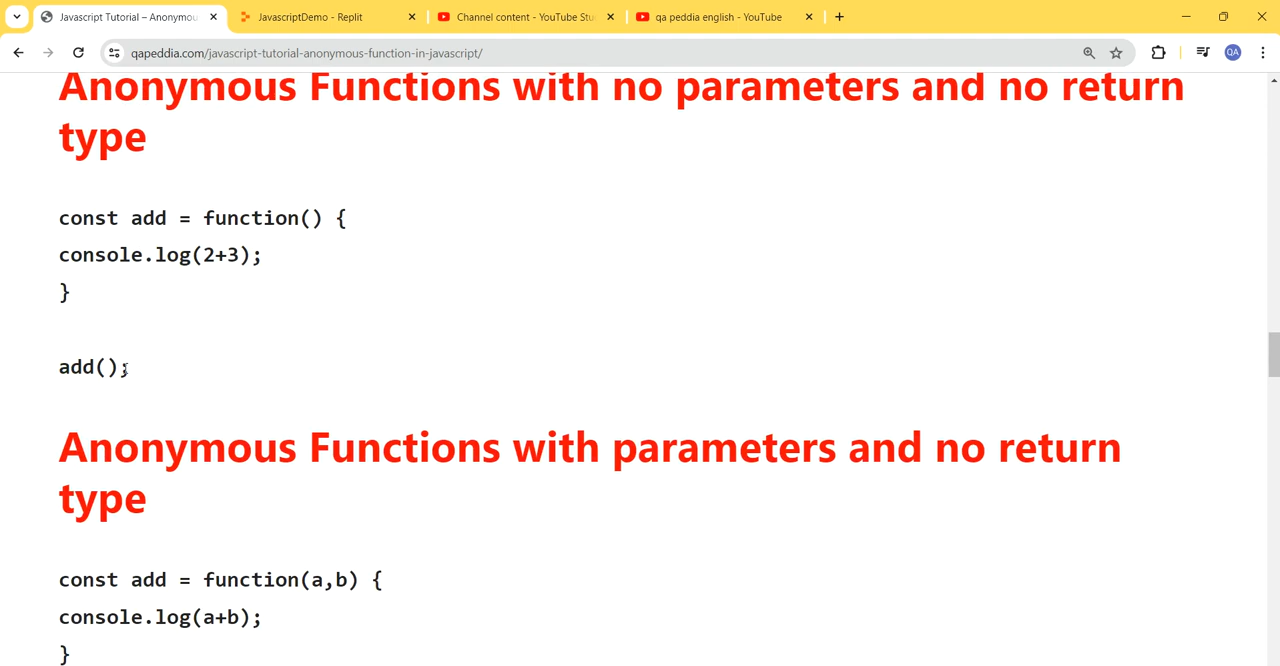 Javascript Tutorial – Anonymou
JavascriptDemo - Replit
Channel content - YouTube Stu
qa peddia english - YouTube
qapeddia.com/javascript-tutorial-anonymous-function-in-javascript/
QA
Anonymous Functions with no parameters and no return
type
const add = function() {
console.log(2+3);
}
add();
Anonymous Functions with parameters and no return
type
const add = function(a,b) {
console.log(a+b);
}